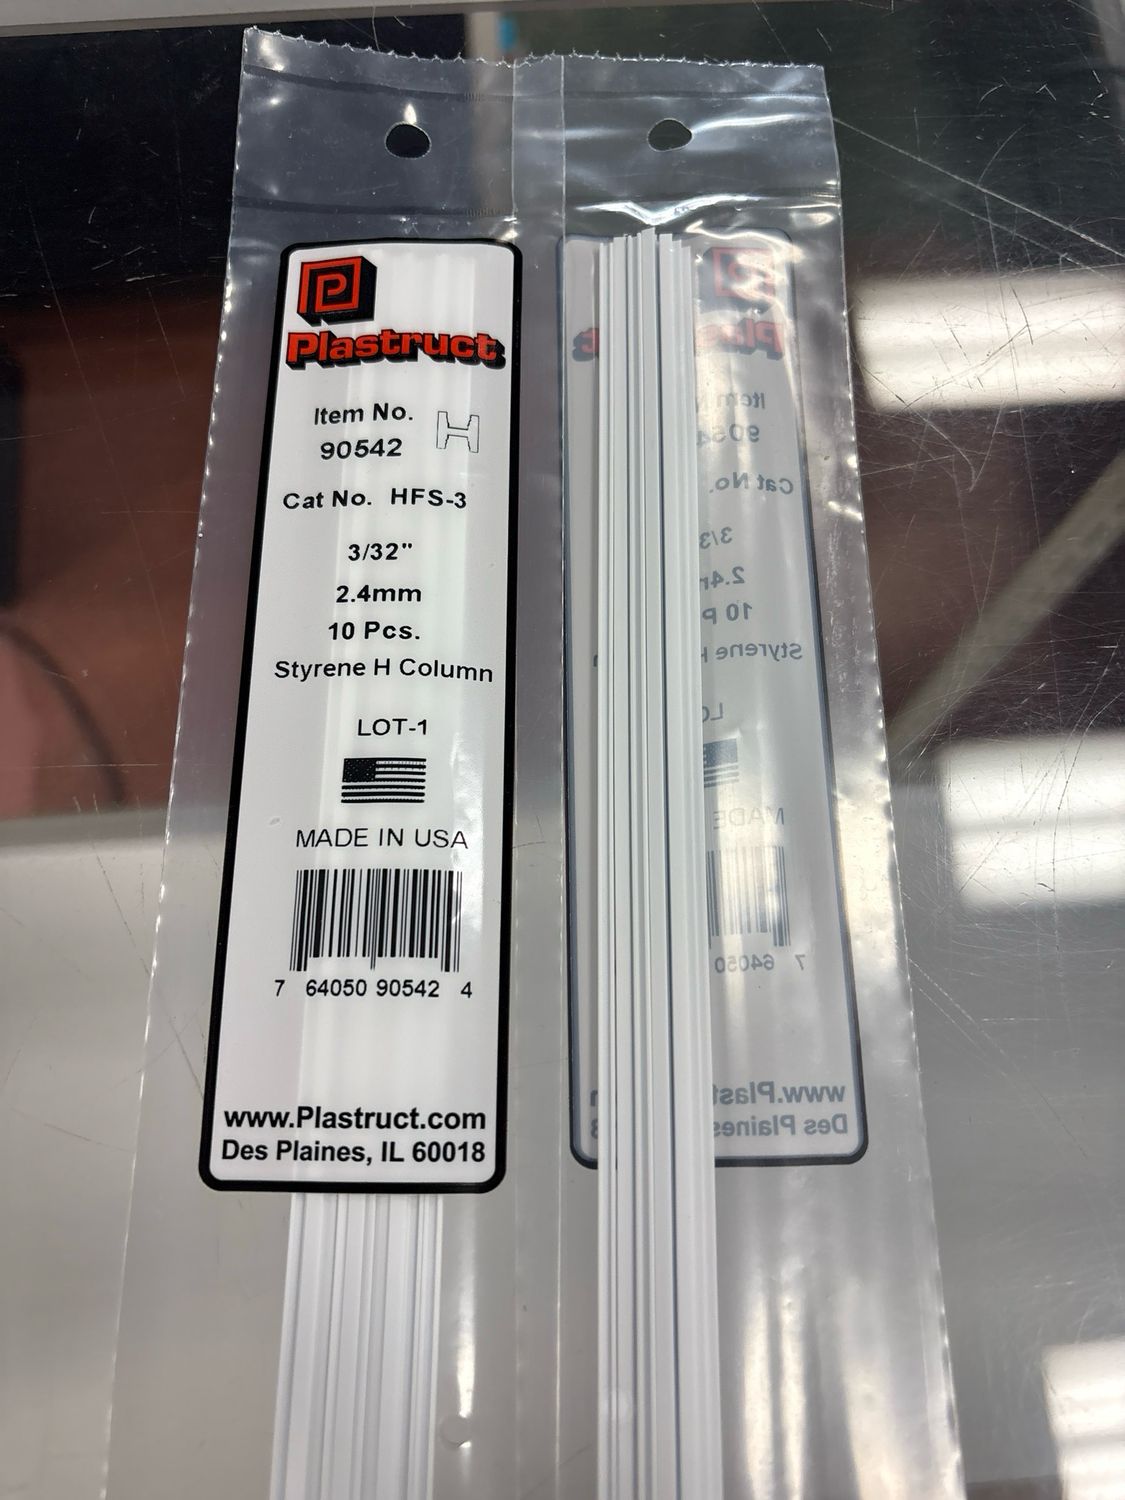 P
Plastruct
Item No.
90542
Cat No. HFS-3
3/32"
2.4mm
10 Pcs.
Styrene H Column
LOT-1
MADE IN USA
7 64050 90542 4
www.Plastruct.com
Des Plaines, IL 60018